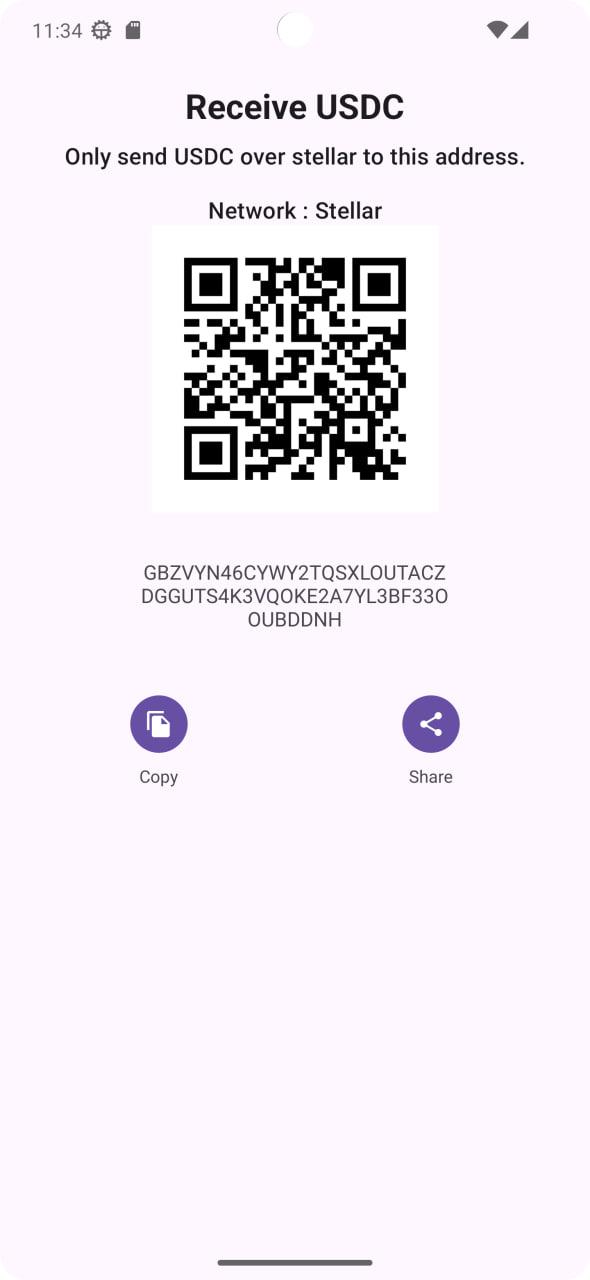 11:34
Receive USDC
Only send USDC over stellar to this address.
Network : Stellar
GBZVYN46CYWY2TQSXLOUTACZ
DGGUTS4K3VQOKE2A7YL3BF33O
OUBDDNH
Copy
Share